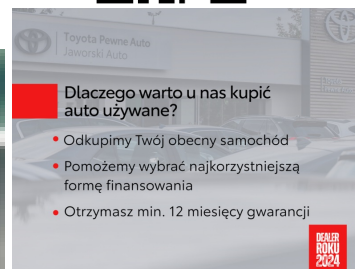 Toyota Pewne Auto
Jaworski Auto
Dlaczego warto u nas kupić
auto używane?
• Odkupimy Twój obecny samochód
• Pomożemy wybrać najkorzystniejszą
formę finansowania
• Otrzymasz min. 12 miesięcy gwarancji
DEALER
ROKU
2024